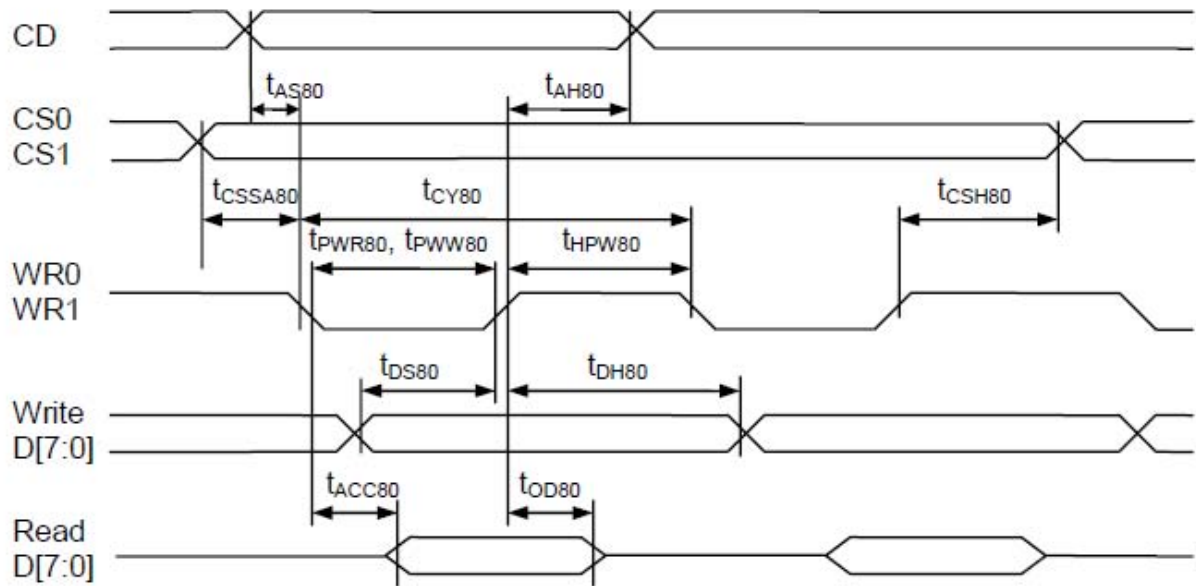 CD
tAS80 tAH80
CS0
CS1
tCSSA80 tCY80 tCSH80
tPWR80, tPWW80 tHPW80
WR0
WR1
tDS80 tDH80
Write
D[7:0]
tACC80 tOD80
Read
D[7:0]